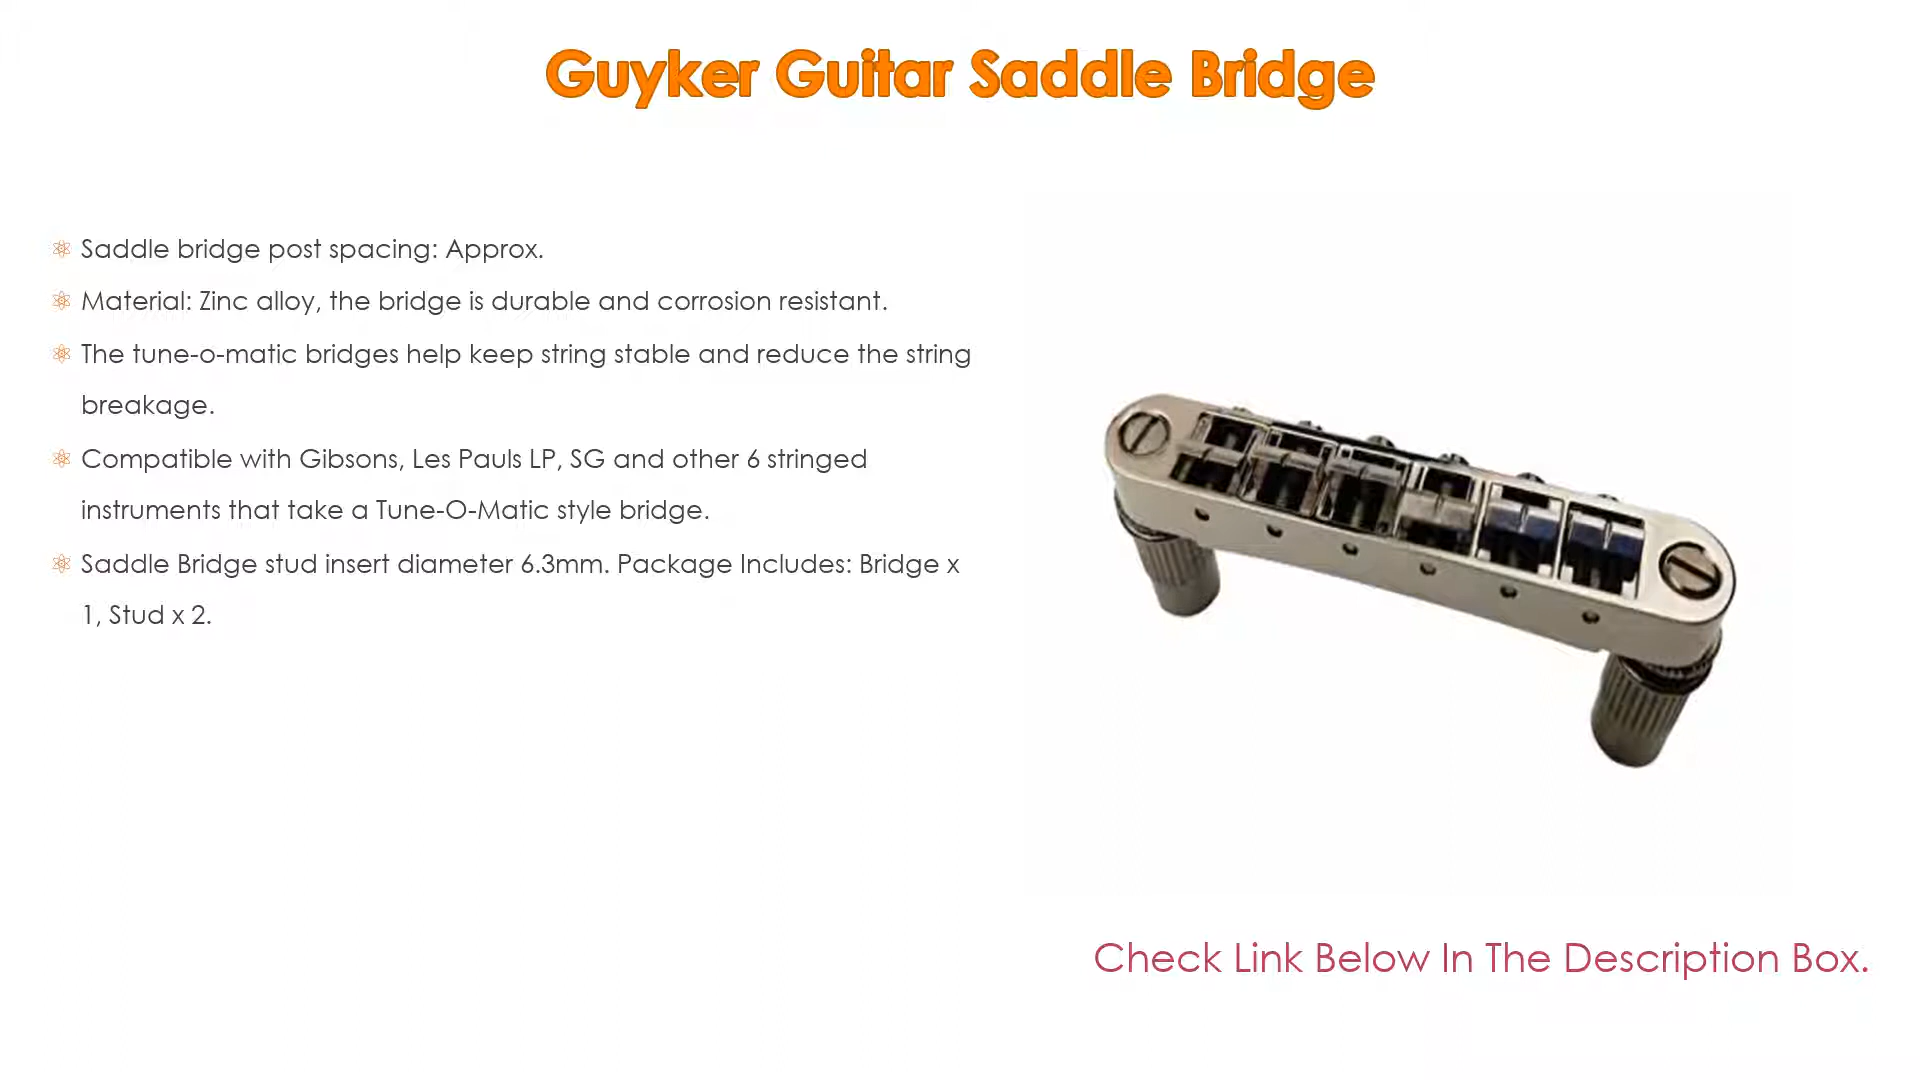 Guyker Guitar Saddle Bridge
Saddle bridge post spacing: Approx.
Material: Zinc alloy, the bridge is durable and corrosion resistant.
The tune-o-matic bridges help keep string stable and reduce the string
breakage.
Compatible with Gibsons, Les Pauls LP, SG and other 6 stringed
instruments that take a Tune-O-Matic style bridge.
Saddle Bridge stud insert diameter 6.3mm. Package Includes: Bridge x
1, Stud x 2.
Check Link Below In The Description Box.